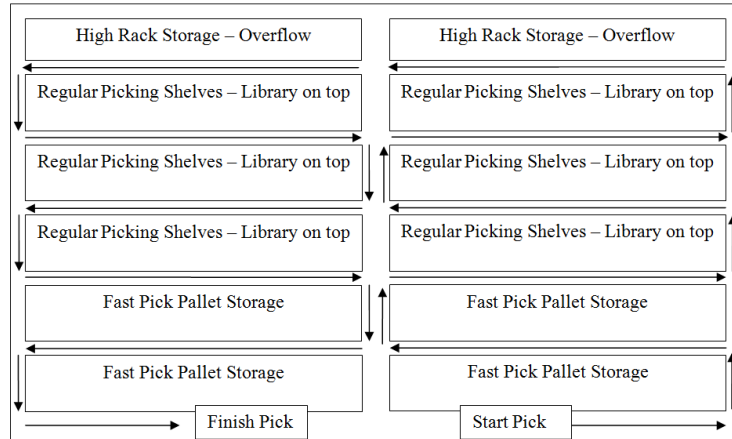 High Rack Storage – Overflow
High Rack Storage – Overflow
Regular Picking Shelves – Library on top
Regular Picking Shelves – Library on top
Regular Picking Shelves – Library on top
Regular Picking Shelves – Library on top
Regular Picking Shelves – Library on top
Regular Picking Shelves – Library on top
Fast Pick Pallet Storage
Fast Pick Pallet Storage
Fast Pick Pallet Storage
Fast Pick Pallet Storage
Finish Pick
Start Pick